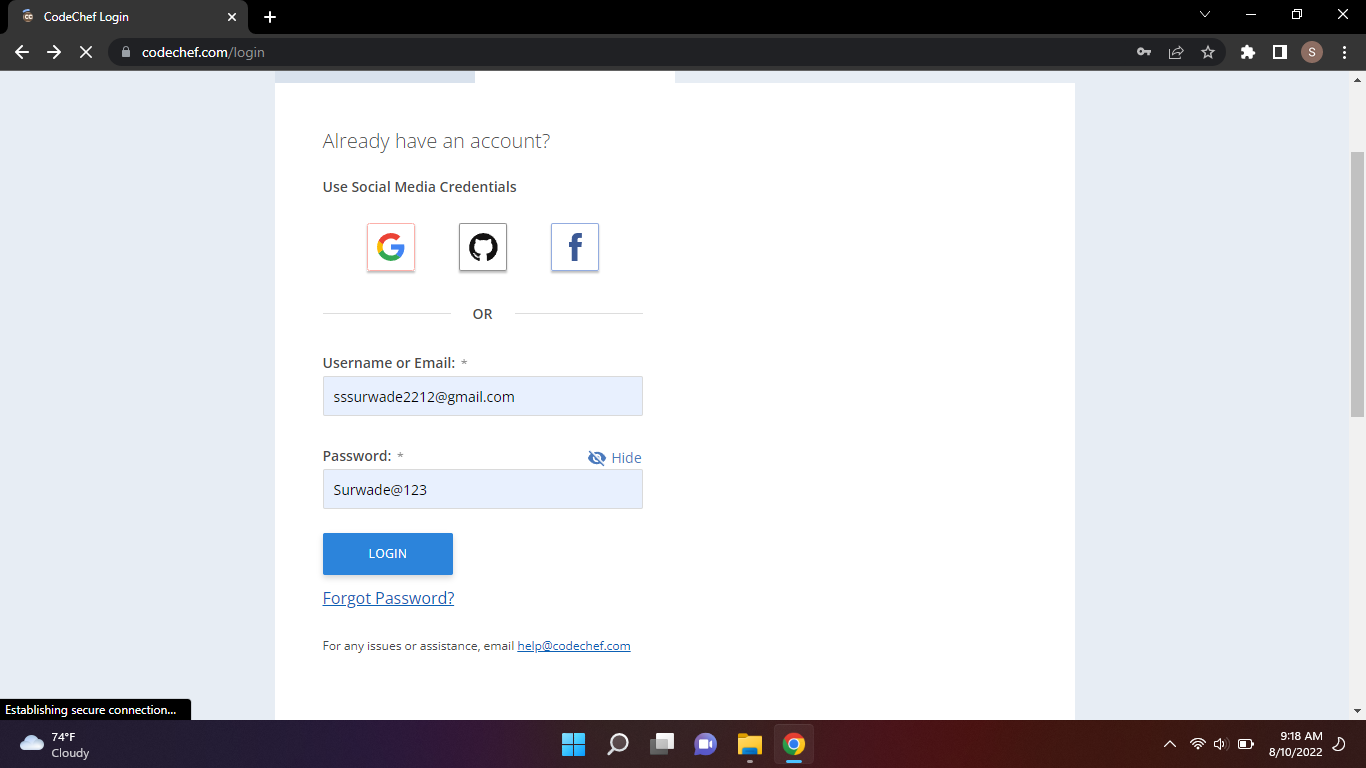 CodeChef Login
codechef.com/login
S
Already have an account?
Use Social Media Credentials
OR
Username or Email: *
sssurwade2212@gmail.com
Password: *
Hide
Surwade@123
LOGIN
Forgot Password?
For any issues or assistance, email help@codechef.com
Establishing secure connection...
74°F
Cloudy
9:18 AM
8/10/2022